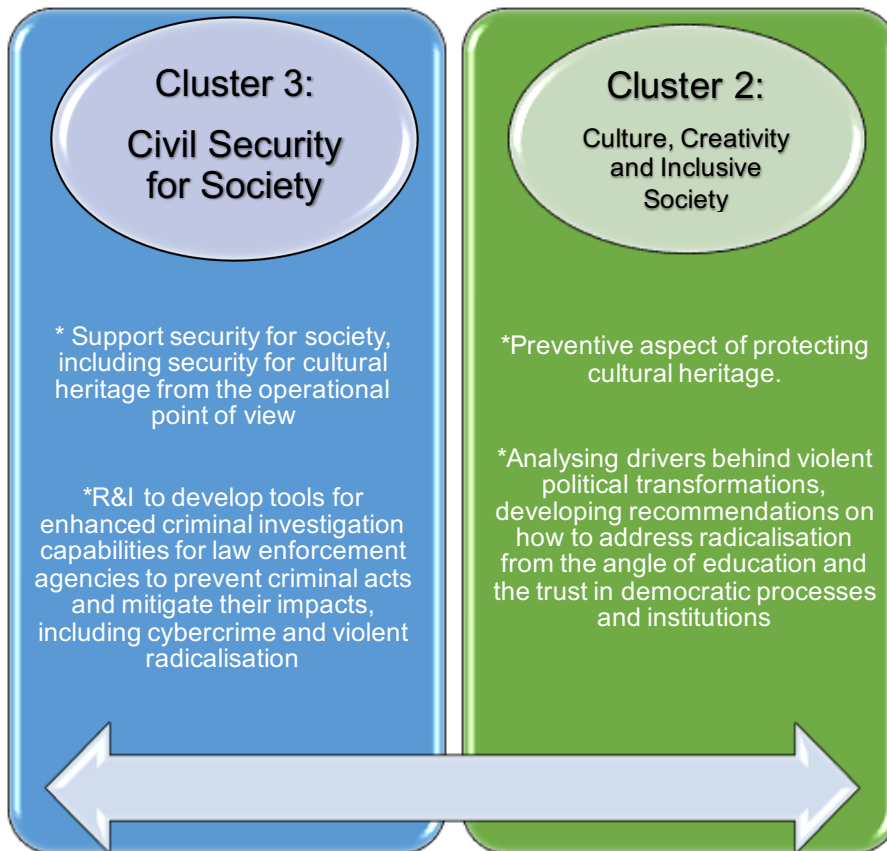 Cluster 3:
Civil Security
for Society
* Support security for society,
including security for cultural
heritage from the operational
point of view
*R&I to develop tools for
enhanced criminal investigation
capabilities for law enforcement
agencies to prevent criminal acts
and mitigate their impacts,
including cybercrime and violent
radicalisation
Cluster 2:
Culture, Creativity
and Inclusive
Society
*Preventive aspect of protecting
cultural heritage.
*Analysing drivers behind violent
political transformations,
developing recommendations on
how to address radicalisation
from the angle of education and
the trust in democratic processes
and institutions